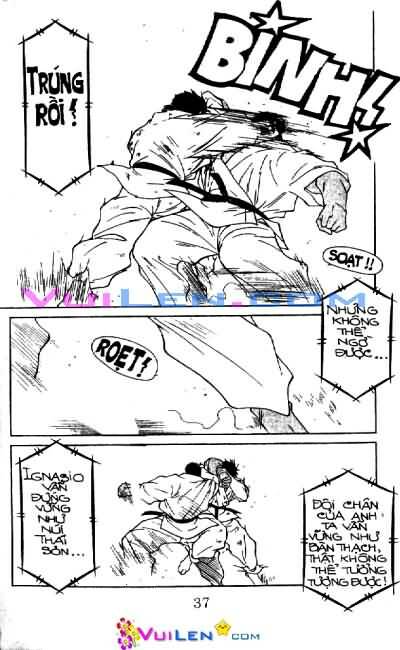 TRÚNG
RỒI!
BINH!
SOẠT!!
NHƯNG
KHÔNG
THỂ
NGỜ
ĐƯỢC...
VuiLen.com
ROẸT!
IGNASIO
VẪN
ĐỨNG
VỮNG
NHƯ
NÚI
THÁI
SƠN...
ĐÔI CHÂN
CỦA ANH
TA VẪN
VỮNG NHƯ
BÀN THẠCH,
THẬT KHÔNG
THỂ TƯỞNG
TƯỢNG ĐƯỢC!
37
VuiLen.com